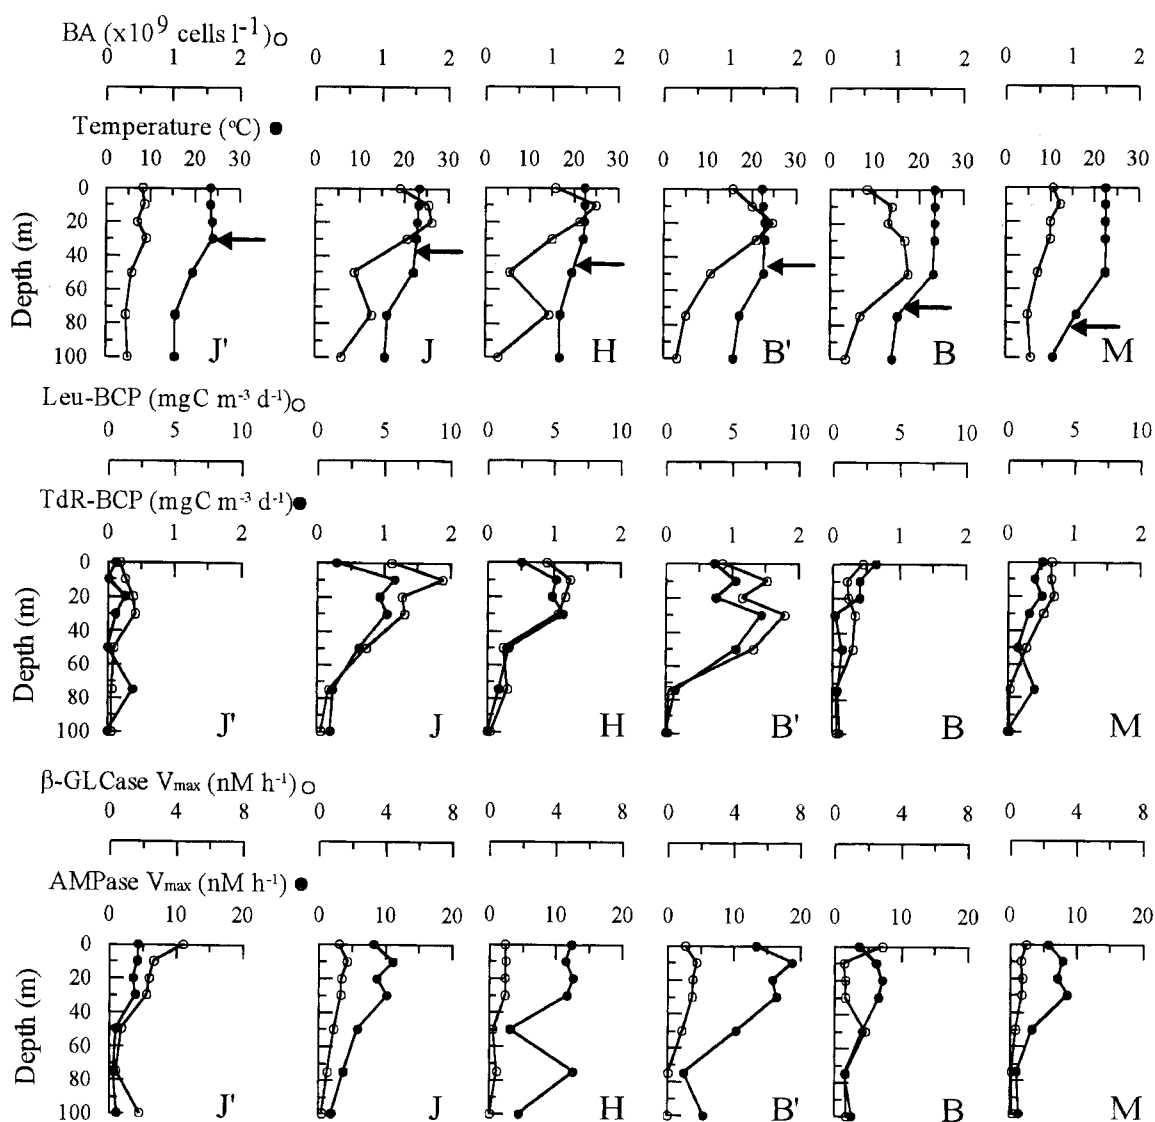 BA (x10⁹ cells l⁻¹)○
0 1 2 0 1 2 0 1 2 0 1 2 0 1 2 0 1 2
Temperature (°C) ●
0 10 20 30 0 10 20 30 0 10 20 30 0 10 20 30 0 10 20 30 0 10 20 30
Depth (m)
0
20
40
60
80
100
J' J H B' B M
Leu-BCP (mgC m⁻³ d⁻¹)○
0 5 10 0 5 10 0 5 10 0 5 10 0 5 10 0 5 10
TdR-BCP (mgC m⁻³ d⁻¹)●
0 1 2 0 1 2 0 1 2 0 1 2 0 1 2 0 1 2
Depth (m)
0
20
40
60
80
100
J' J H B' B M
β-GLCase Vmax (nM h⁻¹) ○
0 4 8 0 4 8 0 4 8 0 4 8 0 4 8 0 4 8
AMPase Vmax (nM h⁻¹) ●
0 10 20 0 10 20 0 10 20 0 10 20 0 10 20 0 10 20
Depth (m)
0
20
40
60
80
100
J' J H B' B M